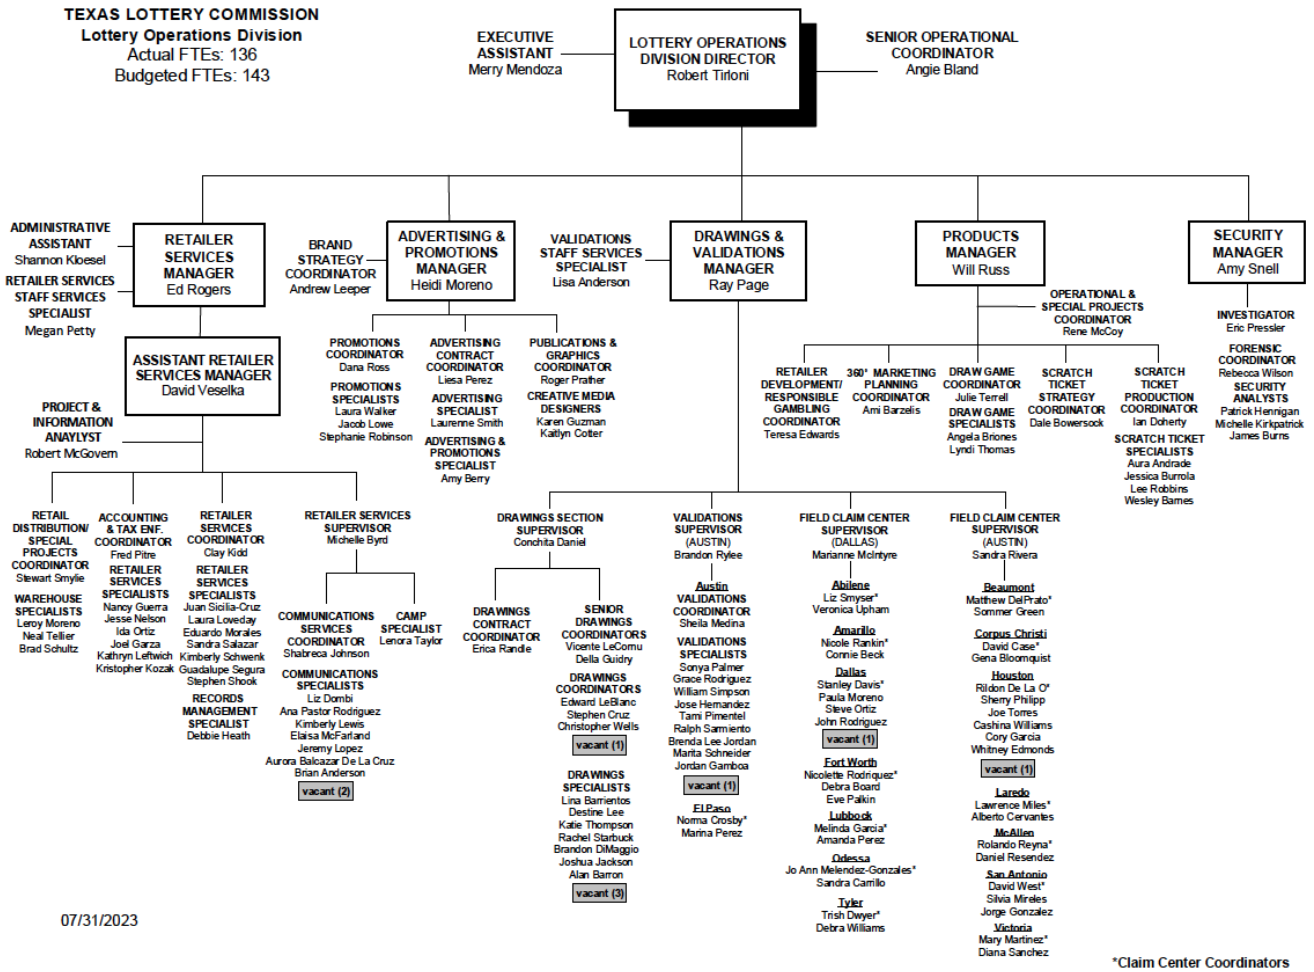 TEXAS LOTTERY COMMISSION
Lottery Operations Division
Actual FTEs: 136
Budgeted FTEs: 143
EXECUTIVE
ASSISTANT
Merry Mendoza
LOTTERY OPERATIONS
DIVISION DIRECTOR
Robert Tirloni
SENIOR OPERATIONAL
COORDINATOR
Angie Bland
ADMINISTRATIVE
ASSISTANT
Shannon Kloesel
RETAILER SERVICES
STAFF SERVICES
SPECIALIST
Megan Petty
RETAILER
SERVICES
MANAGER
Ed Rogers
ASSISTANT RETAILER
SERVICES MANAGER
David Veselka
PROJECT &
INFORMATION
ANAYLYST
Robert McGovern
BRAND
STRATEGY
COORDINATOR
Andrew Leeper
ADVERTISING &
PROMOTIONS
MANAGER
Heidi Moreno
PROMOTIONS
COORDINATOR
Dana Ross
PROMOTIONS
SPECIALISTS
Laura Walker
Jacob Lowe
Stephanie Robinson
ADVERTISING
CONTRACT
COORDINATOR
Liesa Perez
ADVERTISING
SPECIALIST
Laurenne Smith
ADVERTISING &
PROMOTIONS
SPECIALIST
Amy Berry
PUBLICATIONS &
GRAPHICS
COORDINATOR
Roger Prather
CREATIVE MEDIA
DESIGNERS
Karen Guzman
Kaitlyn Cotter
VALIDATIONS
STAFF SERVICES
SPECIALIST
Lisa Anderson
DRAWINGS &
VALIDATIONS
MANAGER
Ray Page
PRODUCTS
MANAGER
Will Russ
OPERATIONAL &
SPECIAL PROJECTS
COORDINATOR
Rene McCoy
RETAILER
DEVELOPMENT/
RESPONSIBLE
GAMBLING
COORDINATOR
Teresa Edwards
360° MARKETING
PLANNING
COORDINATOR
Ami Barzelis
DRAW GAME
COORDINATOR
Julie Terrell
DRAW GAME
SPECIALISTS
Angela Briones
Lyndi Thomas
SCRATCH
TICKET
STRATEGY
COORDINATOR
Dale Bowersock
SCRATCH
TICKET
PRODUCTION
COORDINATOR
Ian Doherty
SCRATCH TICKET
SPECIALISTS
Aura Andrade
Jessica Burrola
Lee Robbins
Wesley Barnes
SECURITY
MANAGER
Amy Snell
INVESTIGATOR
Eric Pressler
FORENSIC
COORDINATOR
Rebecca Wilson
SECURITY
ANALYSTS
Patrick Hennigan
Michelle Kirkpatrick
James Burns
RETAIL
DISTRIBUTION/
SPECIAL
PROJECTS
COORDINATOR
Stewart Smylie
WAREHOUSE
SPECIALISTS
Leroy Moreno
Neal Tellier
Brad Schultz
ACCOUNTING
& TAX ENF.
COORDINATOR
Fred Pitre
RETAILER
SERVICES
SPECIALISTS
Nancy Guerra
Jesse Nelson
Ida Ortiz
Joel Garza
Kathryn Leftwich
Kristopher Kozak
RETAILER
SERVICES
COORDINATOR
Clay Kidd
RETAILER
SERVICES
SPECIALISTS
Juan Sicilia-Cruz
Laura Loveday
Eduardo Morales
Sandra Salazar
Kimberly Schwenk
Guadalupe Segura
Stephen Shook
RECORDS
MANAGEMENT
SPECIALIST
Debbie Heath
RETAILER SERVICES
SUPERVISOR
Michelle Byrd
COMMUNICATIONS
SERVICES
COORDINATOR
Shabreca Johnson
COMMUNICATIONS
SPECIALISTS
Liz Dombi
Ana Pastor Rodriguez
Kimberly Lewis
Elaisa McFarland
Jeremy Lopez
Aurora Balcazar De La Cruz
Brian Anderson
vacant (2)
CAMP
SPECIALIST
Lenora Taylor
DRAWINGS SECTION
SUPERVISOR
Conchita Daniel
DRAWINGS
CONTRACT
COORDINATOR
Erica Randle
SENIOR
DRAWINGS
COORDINATORS
Vicente LeCornu
Della Guidry
DRAWINGS
COORDINATORS
Edward LeBlanc
Stephen Cruz
Christopher Wells
vacant (1)
DRAWINGS
SPECIALISTS
Lina Barrientos
Destine Lee
Katie Thompson
Rachel Starbuck
Brandon DiMaggio
Joshua Jackson
Alan Barron
vacant (3)
VALIDATIONS
SUPERVISOR
(AUSTIN)
Brandon Rylee
Austin
VALIDATIONS
COORDINATOR
Sheila Medina
VALIDATIONS
SPECIALISTS
Sonya Palmer
Grace Rodriguez
William Simpson
Jose Hernandez
Tami Pimentel
Ralph Sarmiento
Brenda Lee Jordan
Marita Schneider
Jordan Gamboa
vacant (1)
El Paso
Norma Crosby*
Marina Perez
FIELD CLAIM CENTER
SUPERVISOR
(DALLAS)
Marianne McIntyre
Abilene
Liz Smyser*
Veronica Upham
Amarillo
Nicole Rankin*
Connie Beck
Dallas
Stanley Davis*
Paula Moreno
Steve Ortiz
John Rodriguez
vacant (1)
Fort Worth
Nicolette Rodriquez*
Debra Board
Eve Palkin
Lubbock
Melinda Garcia*
Amanda Perez
Odessa
Jo Ann Melendez-Gonzales*
Sandra Carrillo
Tyler
Trish Dwyer*
Debra Williams
FIELD CLAIM CENTER
SUPERVISOR
(AUSTIN)
Sandra Rivera
Beaumont
Matthew DelPrato*
Sommer Green
Corpus Christi
David Case*
Gena Bloomquist
Houston
Rildon De La O*
Sherry Philipp
Joe Torres
Cashina Williams
Cory Garcia
Whitney Edmonds
vacant (1)
Laredo
Lawrence Miles*
Alberto Cervantes
McAllen
Rolando Reyna*
Daniel Resendez
San Antonio
David West*
Silvia Mireles
Jorge Gonzalez
Victoria
Mary Martinez*
Diana Sanchez
07/31/2023
*Claim Center Coordinators